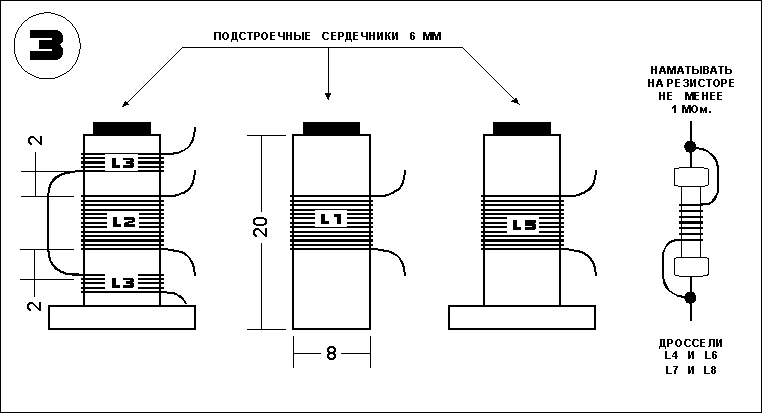 3
ПОДСТРОЕЧНЫЕ СЕРДЕЧНИКИ 6 ММ
НАМАТЫВАТЬ
НА РЕЗИСТОРЕ
НЕ МЕНЕЕ
1 МОм.
2
L3
L2
L3
2
20
L1
8
L5
ДРОССЕЛИ
L4 И L6
L7 И L8